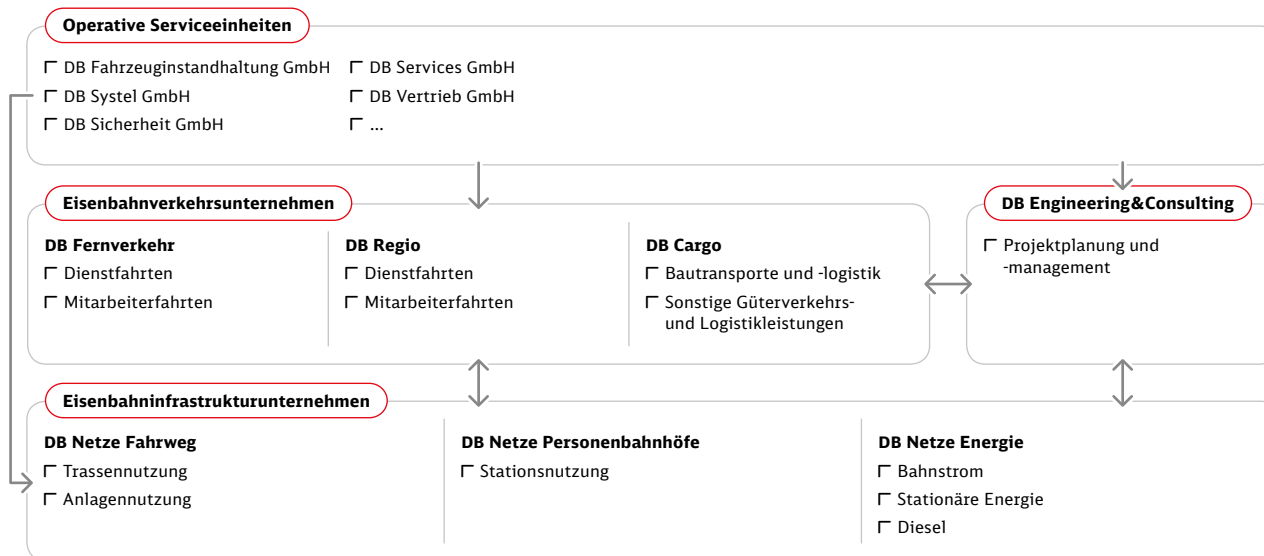 Operative Serviceeinheiten
DB Fahrzeuginstandhaltung GmbH
DB Systel GmbH
DB Sicherheit GmbH
DB Services GmbH
DB Vertrieb GmbH
...
Eisenbahnverkehrsunternehmen
DB Fernverkehr
Dienstfahrten
Mitarbeiterfahrten
DB Regio
Dienstfahrten
Mitarbeiterfahrten
DB Cargo
Bautransporte und -logistik
Sonstige Güterverkehrs-
und Logistikleistungen
DB Engineering&Consulting
Projektplanung und
-management
Eisenbahninfrastrukturunternehmen
DB Netze Fahrweg
Trassennutzung
Anlagennutzung
DB Netze Personenbahnhöfe
Stationsnutzung
DB Netze Energie
Bahnstrom
Stationäre Energie
Diesel